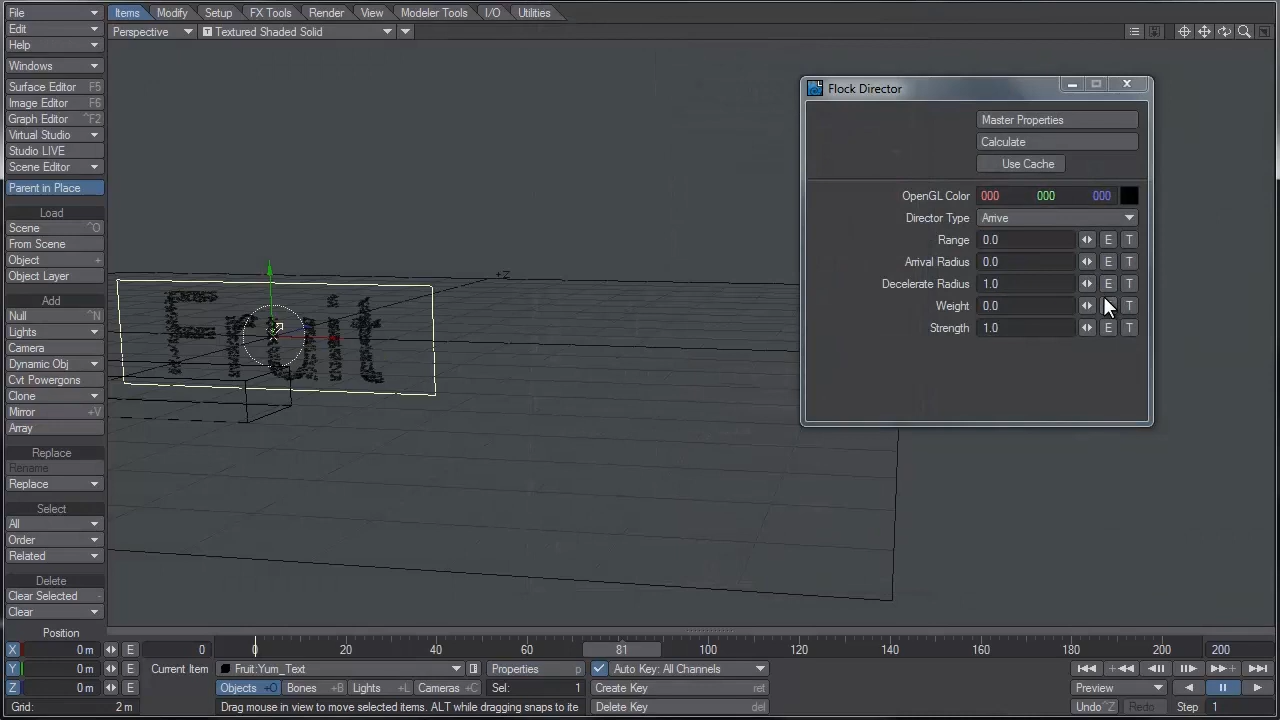 File
Items
Modify
Setup
FX Tools
Render
View
Modeler Tools
I/O
Utilities
Edit
Perspective
T Textured Shaded Solid
Help
Windows
Surface Editor F5
Image Editor F6
Graph Editor ^F2
Virtual Studio
Studio LIVE
Scene Editor
Parent in Place
Load
Scene ^O
From Scene
Object +
Object Layer
Add
Null ^N
Lights
Camera
Dynamic Obj
Cvt Powergons
Clone
Mirror +V
Array
Replace
Rename
Replace
Select
All
Order
Related
Delete
Clear Selected -
Clear
Flock Director
Master Properties
Calculate
Use Cache
OpenGL Color 000 000 000
Director Type Arrive
Range 0.0 E T
Arrival Radius 0.0 E T
Decelerate Radius 1.0 E T
Weight 0.0 T
Strength 1.0 E T
+Z
Fruit
Position
X 0 m E
Y 0 m E
Z 0 m E
Grid: 2 m
0
0 20 40 60 81 100 120 140 160 180 200
200
Current Item Fruit:Yum_Text Properties p Auto Key: All Channels
Objects +O Bones +B Lights +L Cameras +C Sel: 1 Create Key ret Preview
Drag mouse in view to move selected items. ALT while dragging snaps to ite Delete Key del Undo ^Z Redo Step 1